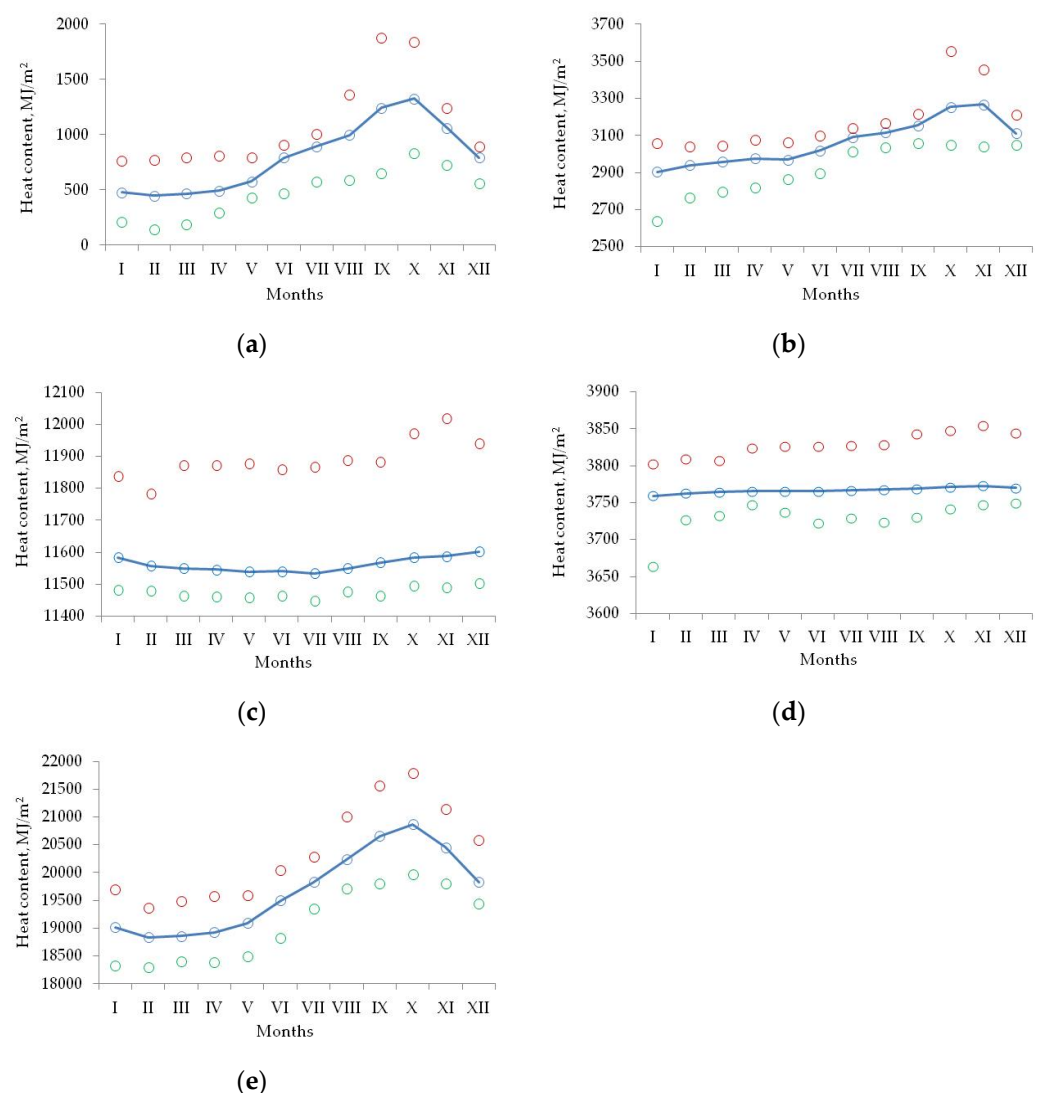 2000
1500
1000
500
0
Heat content, MJ/m²
I II III IV V VI VII VIII IX X XI XII
Months
(a)
3700
3500
3300
3100
2900
2700
2500
Heat content, MJ/m²
I II III IV V VI VII VIII IX X XI XII
Months
(b)
12100
12000
11900
11800
11700
11600
11500
11400
Heat content, MJ/m²
I II III IV V VI VII VIII IX X XI XII
Months
(c)
3900
3850
3800
3750
3700
3650
3600
Heat content, MJ/m²
I II III IV V VI VII VIII IX X XI XII
Months
(d)
22000
21500
21000
20500
20000
19500
19000
18500
18000
Heat content, MJ/m²
I II III IV V VI VII VIII IX X XI XII
Months
(e)